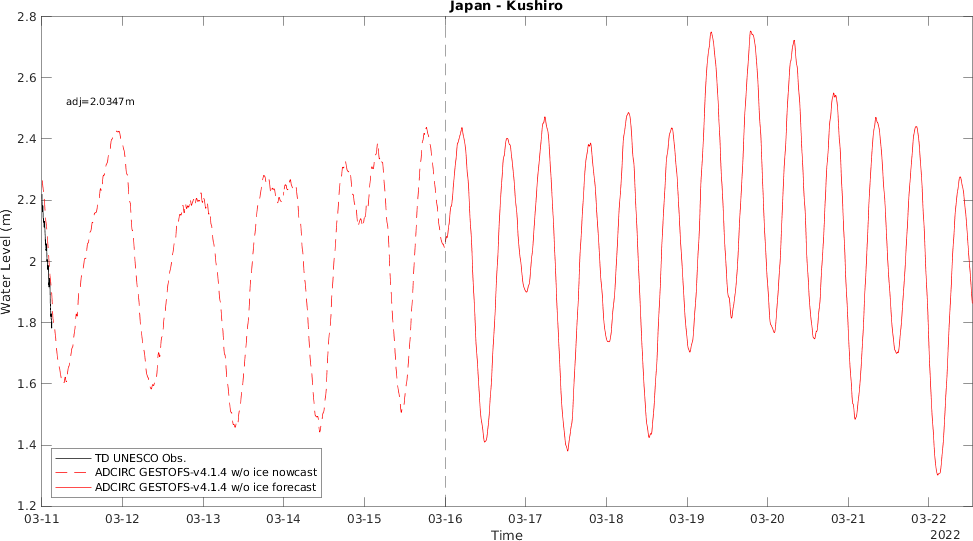 Japan - Kushiro
2.8
2.6
adj=2.0347m
2.4
2.2
2
1.8
1.6
1.4
1.2
Water Level (m)
TD UNESCO Obs.
ADCIRC GESTOFS-v4.1.4 w/o ice nowcast
ADCIRC GESTOFS-v4.1.4 w/o ice forecast
03-11 03-12 03-13 03-14 03-15 03-16 03-17 03-18 03-19 03-20 03-21 03-22
Time
2022